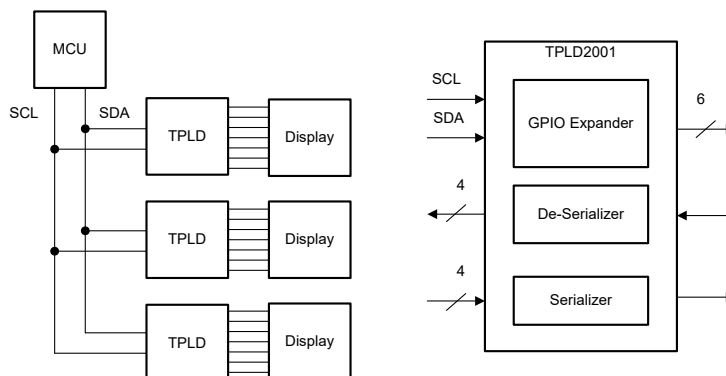 MCU
SCL
SDA
TPLD
Display
TPLD
Display
TPLD
Display
TPLD2001
SCL
GPIO Expander
6
SDA
4
De-Serializer
4
Serializer